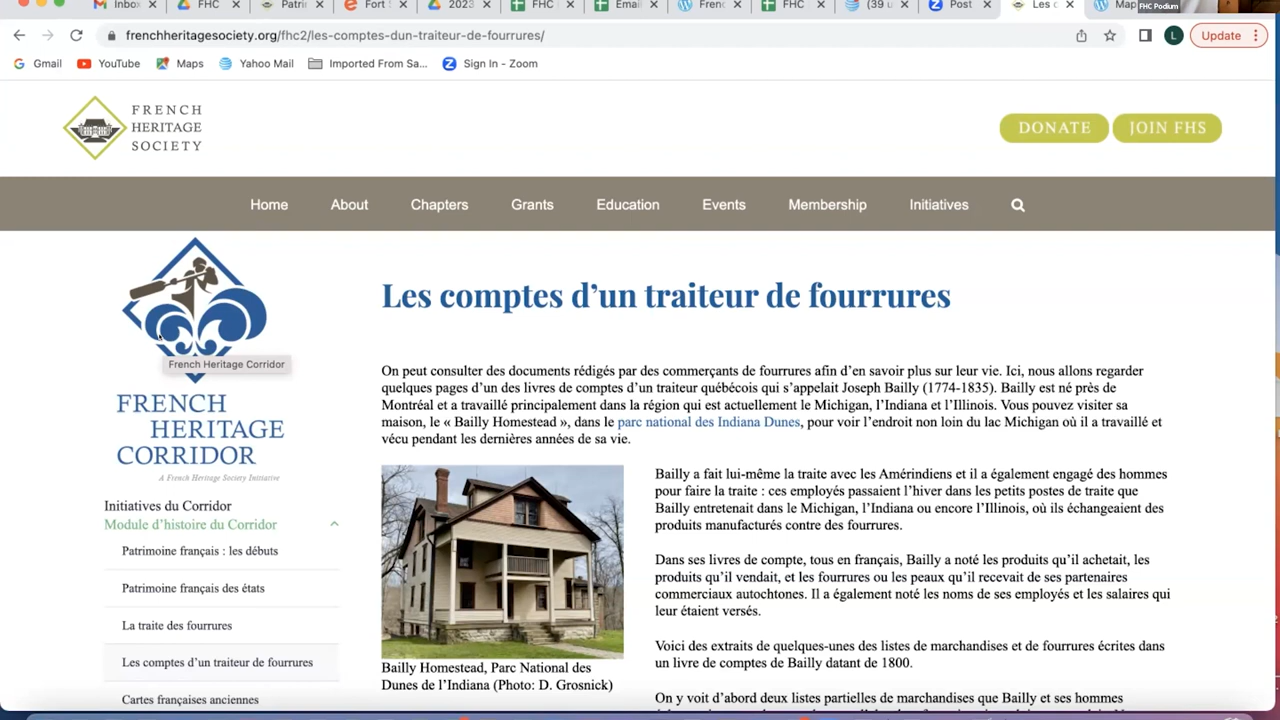 Inbo
FHC
Patri
Fort
2023
FHC
Email
Frenc
FHC
(39 u
Post
Les c
Map
FHC Podium
frenchheritagesociety.org/fhc2/les-comptes-dun-traiteur-de-fourrures/
L
Update
Gmail
YouTube
Maps
Yahoo Mail
Imported From Sa...
Sign In - Zoom
FRENCH
HERITAGE
SOCIETY
DONATE
JOIN FHS
Home
About
Chapters
Grants
Education
Events
Membership
Initiatives
French Heritage Corridor
FRENCH
HERITAGE
CORRIDOR
A French Heritage Society Initiative
Initiatives du Corridor
Module d’histoire du Corridor
Patrimoine français : les débuts
Patrimoine français des états
La traite des fourrures
Les comptes d’un traiteur de fourrures
Cartes françaises anciennes
Les comptes d’un traiteur de fourrures
On peut consulter des documents rédigés par des commerçants de fourrures afin d’en savoir plus sur leur vie. Ici, nous allons regarder
quelques pages d’un des livres de comptes d’un traiteur québécois qui s’appelait Joseph Bailly (1774-1835). Bailly est né près de
Montréal et a travaillé principalement dans la région qui est actuellement le Michigan, l’Indiana et l’Illinois. Vous pouvez visiter sa
maison, le « Bailly Homestead », dans le parc national des Indiana Dunes, pour voir l’endroit non loin du lac Michigan où il a travaillé et
vécu pendant les dernières années de sa vie.
Bailly Homestead, Parc National des
Dunes de l’Indiana (Photo: D. Grosnick)
Bailly a fait lui-même la traite avec les Amérindiens et il a également engagé des hommes
pour faire la traite : ces employés passaient l’hiver dans les petits postes de traite que
Bailly entretenait dans le Michigan, l’Indiana ou encore l’Illinois, où ils échangeaient des
produits manufacturés contre des fourrures.
Dans ses livres de compte, tous en français, Bailly a noté les produits qu’il achetait, les
produits qu’il vendait, et les fourrures ou les peaux qu’il recevait de ses partenaires
commerciaux autochtones. Il a également noté les noms de ses employés et les salaires qui
leur étaient versés.
Voici des extraits de quelques-unes des listes de marchandises et de fourrures écrites dans
un livre de comptes de Bailly datant de 1800.
On y voit d’abord deux listes partielles de marchandises que Bailly et ses hommes